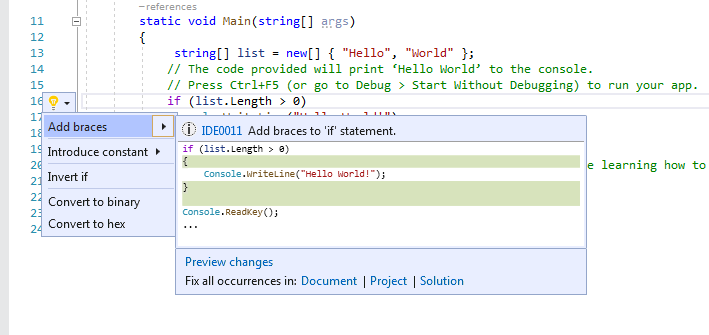 references
11 static void Main(string[] args)
12 {
13 string[] list = new[] { "Hello", "World" };
14 // The code provided will print ‘Hello World’ to the console.
15 // Press Ctrl+F5 (or go to Debug > Start Without Debugging) to run your app.
16 if (list.Length > 0)
Add braces
Introduce constant
Invert if
Convert to binary
Convert to hex
IDE0011 Add braces to 'if' statement.
if (list.Length > 0)
{
Console.WriteLine("Hello World!");
}
Console.ReadKey();
...
Preview changes
Fix all occurrences in: Document | Project | Solution
e learning how to